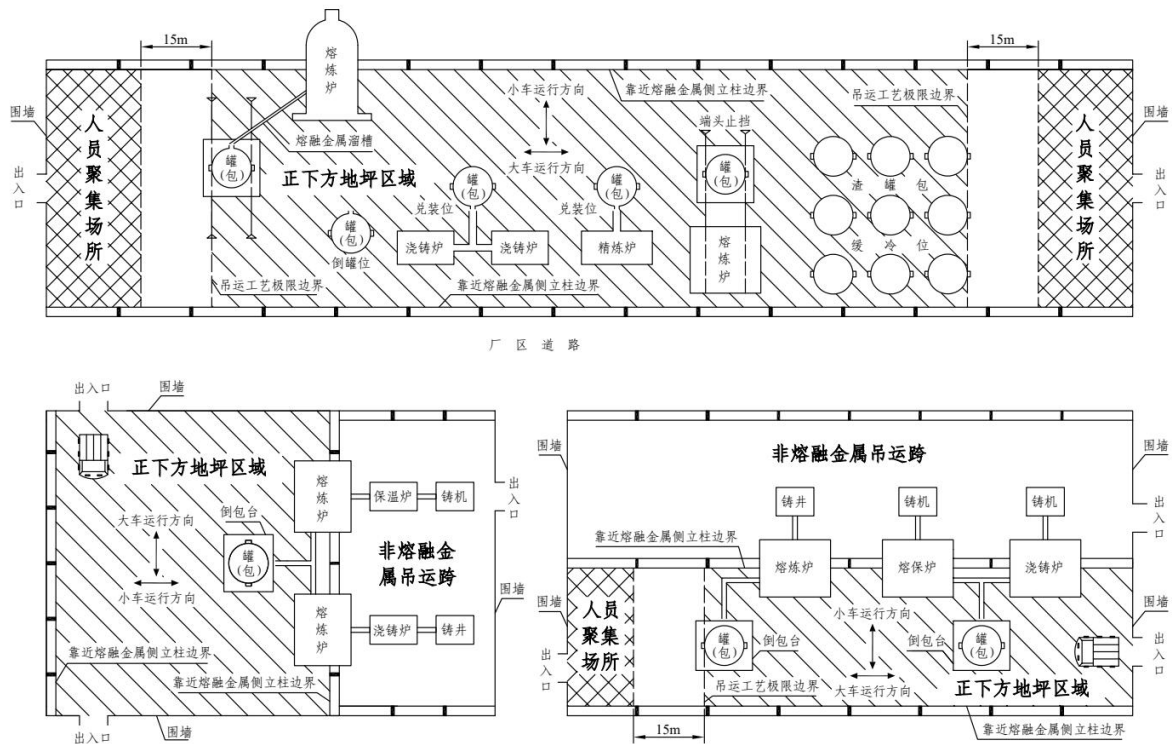 15m
15m
熔炼炉
靠近熔融金属侧立柱边界
吊运工艺极限边界
围墙
围墙
小车运行方向
端头止挡
人员聚集场所
人员聚集场所
熔融金属溜槽
罐(包)
大车运行方向
罐(包)
罐(包)
罐(包)
渣罐包
出入口
出入口
正下方地坪区域
兑装位
兑装位
罐(包)
浇铸炉
浇铸炉
精炼炉
熔炼炉
缓冷位
倒罐位
吊运工艺极限边界
靠近熔融金属侧立柱边界
厂区道路
出入口
围墙
正下方地坪区域
熔炼炉
保温炉
铸机
出入口
倒包台
大车运行方向
罐(包)
非熔融金属吊运跨
小车运行方向
围墙
熔炼炉
浇铸炉
铸井
靠近熔融金属侧立柱边界
靠近熔融金属侧立柱边界
出入口
围墙
围墙
非熔融金属吊运跨
围墙
铸井
铸机
铸机
出入口
靠近熔融金属侧立柱边界
熔炼炉
熔保炉
浇铸炉
围墙
人员聚集场所
围墙
罐(包)
倒包台
小车运行方向
倒包台
罐(包)
出入口
出入口
大车运行方向
吊运工艺极限边界
正下方地坪区域
15m
靠近熔融金属侧立柱边界